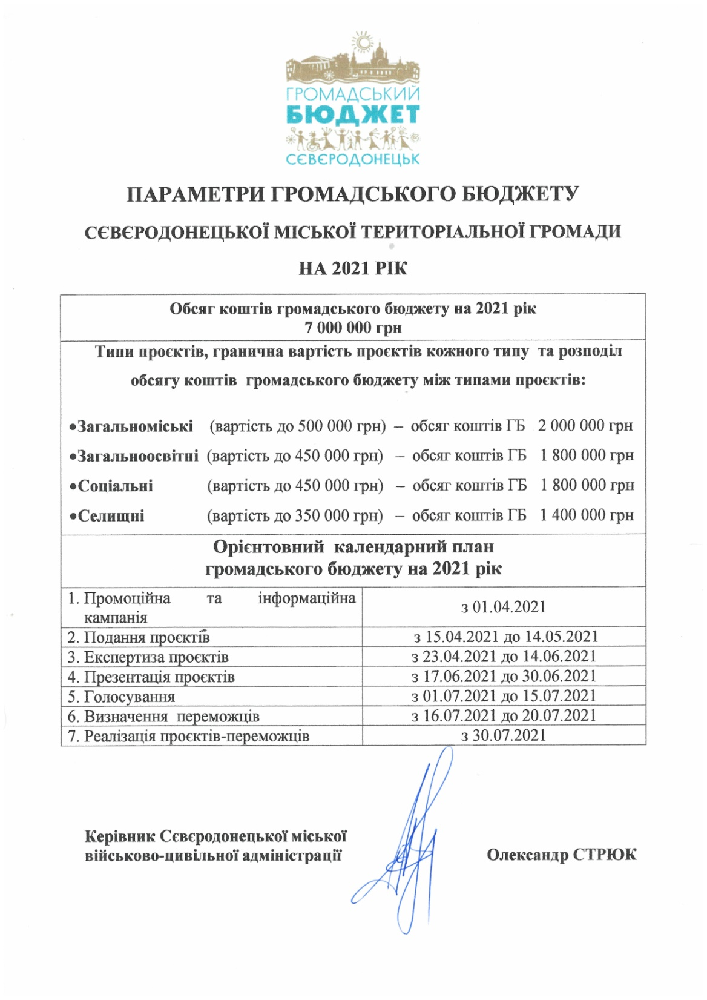 ГРОМАДСЬКИЙ
БЮДЖЕТ
СЄВЄРОДОНЕЦЬК
ПАРАМЕТРИ ГРОМАДСЬКОГО БЮДЖЕТУ
СЄВЄРОДОНЕЦЬКОЇ МІСЬКОЇ ТЕРИТОРІАЛЬНОЇ ГРОМАДИ
НА 2021 РІК
Обсяг коштів громадського бюджету на 2021 рік
7 000 000 грн
Типи проєктів, гранична вартість проєктів кожного типу та розподіл
обсягу коштів громадського бюджету між типами проєктів:
•Загальноміські (вартість до 500 000 грн) – обсяг коштів ГБ 2 000 000 грн
•Загальноосвітні (вартість до 450 000 грн) – обсяг коштів ГБ 1 800 000 грн
•Соціальні (вартість до 450 000 грн) – обсяг коштів ГБ 1 800 000 грн
•Селищні (вартість до 350 000 грн) – обсяг коштів ГБ 1 400 000 грн
Орієнтовний календарний план
громадського бюджету на 2021 рік
1. Промоційна та інформаційна
кампанія
з 01.04.2021
2. Подання проєктів з 15.04.2021 до 14.05.2021
3. Експертиза проєктів з 23.04.2021 до 14.06.2021
4. Презентація проєктів з 17.06.2021 до 30.06.2021
5. Голосування з 01.07.2021 до 15.07.2021
6. Визначення переможців з 16.07.2021 до 20.07.2021
7. Реалізація проєктів-переможців з 30.07.2021
Керівник Сєвєродонецької міської
військово-цивільної адміністрації Олександр СТРЮК